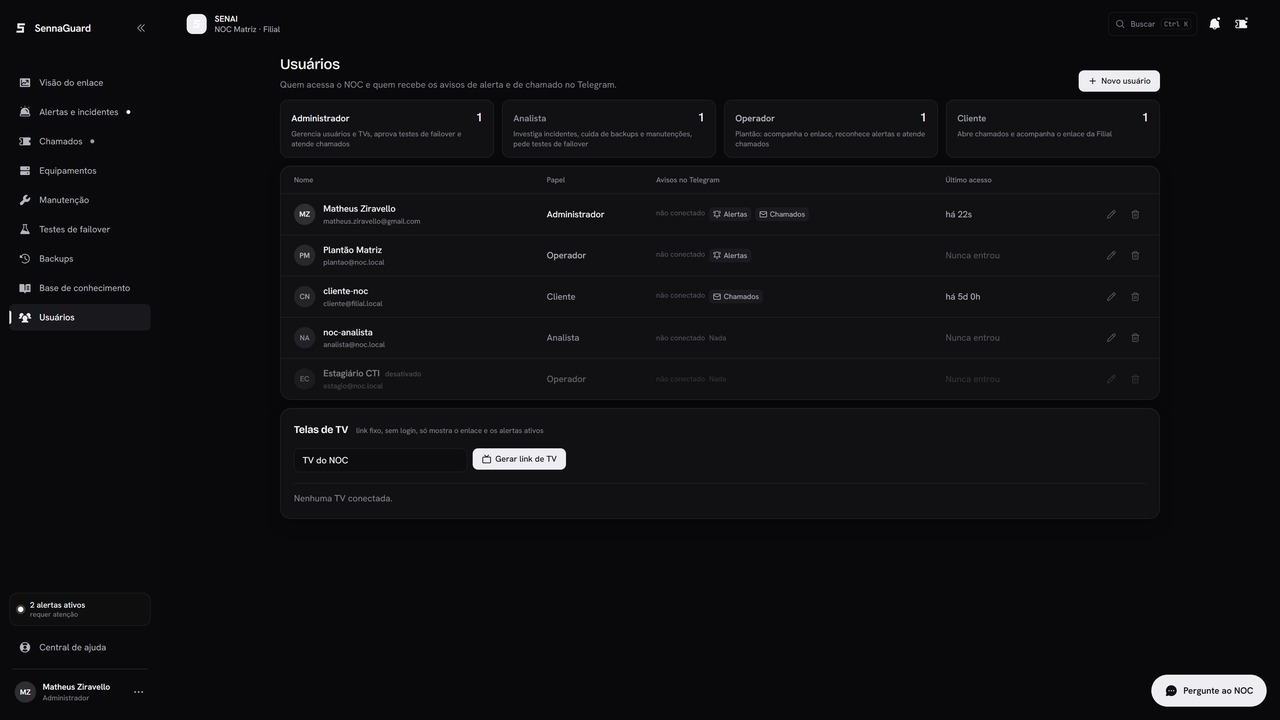 SennaGuard
SENAI
NOC Matriz · Filial
Buscar Ctrl K
Visão do enlace
Alertas e incidentes
Chamados
Equipamentos
Manutenção
Testes de failover
Backups
Base de conhecimento
Usuários
2 alertas ativos
requer atenção
Central de ajuda
MZ
Matheus Ziravello
Administrador
Usuários
Quem acessa o NOC e quem recebe os avisos de alerta e de chamado no Telegram.
Novo usuário
Administrador 1
Gerencia usuários e TVs, aprova testes de failover e
atende chamados
Analista 1
Investiga incidentes, cuida de backups e manutenções,
pede testes de failover
Operador 1
Plantão: acompanha o enlace, reconhece alertas e atende
chamados
Cliente 1
Abre chamados e acompanha o enlace da Filial
Nome Papel Avisos no Telegram Último acesso
MZ Matheus Ziravello Administrador não conectado Alertas Chamados há 22s
matheus.ziravello@gmail.com
PM Plantão Matriz Operador não conectado Alertas Nunca entrou
plantao@noc.local
CN cliente-noc Cliente não conectado Chamados há 5d 0h
cliente@filial.local
NA noc-analista Analista não conectado Nada Nunca entrou
analista@noc.local
EC Estagiário CTI desativado Operador não conectado Nada Nunca entrou
estagio@noc.local
Telas de TV link fixo, sem login, só mostra o enlace e os alertas ativos
TV do NOC Gerar link de TV
Nenhuma TV conectada.
Pergunte ao NOC